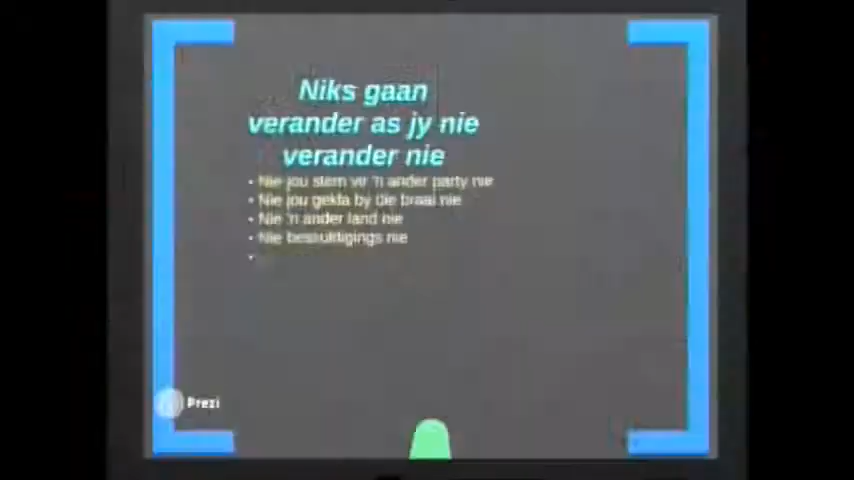 Niks gaan
verander as jy nie
verander nie
• Nie jou stem vir 'n ander party nie
• Nie jou gekla by die braai nie
• Nie 'n ander land nie
• Nie beskuldigings nie
•
Prezi